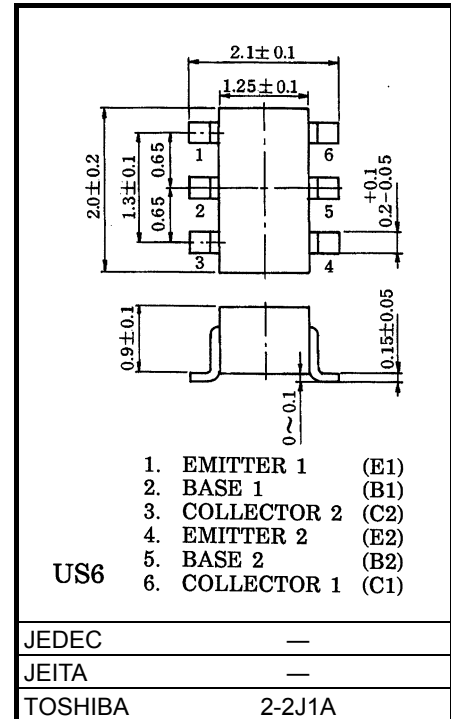 2.1±0.1
1.25±0.1
1
6
2
5
3
4
2.0±0.2
1.3±0.1
0.65
0.65
+0.1
0.2-0.05
0.9±0.1
0.15±0.05
0~0.1
1. EMITTER 1 (E1)
2. BASE 1 (B1)
3. COLLECTOR 2 (C2)
4. EMITTER 2 (E2)
5. BASE 2 (B2)
US6 6. COLLECTOR 1 (C1)
JEDEC —
JEITA —
TOSHIBA 2-2J1A